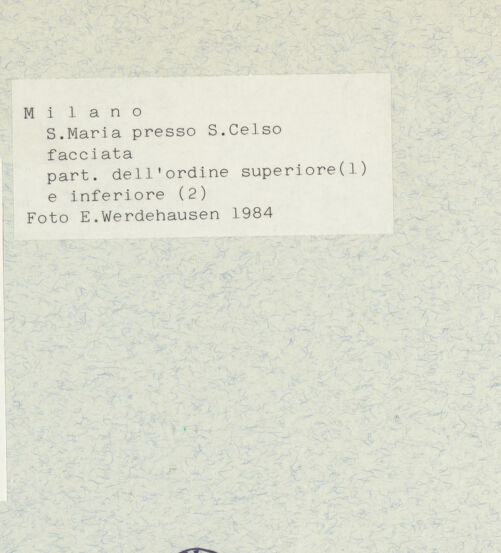 M i l a n o
S.Maria presso S.Celso
facciata
part. dell'ordine superiore(1)
e inferiore (2)
Foto E.Werdehausen 1984